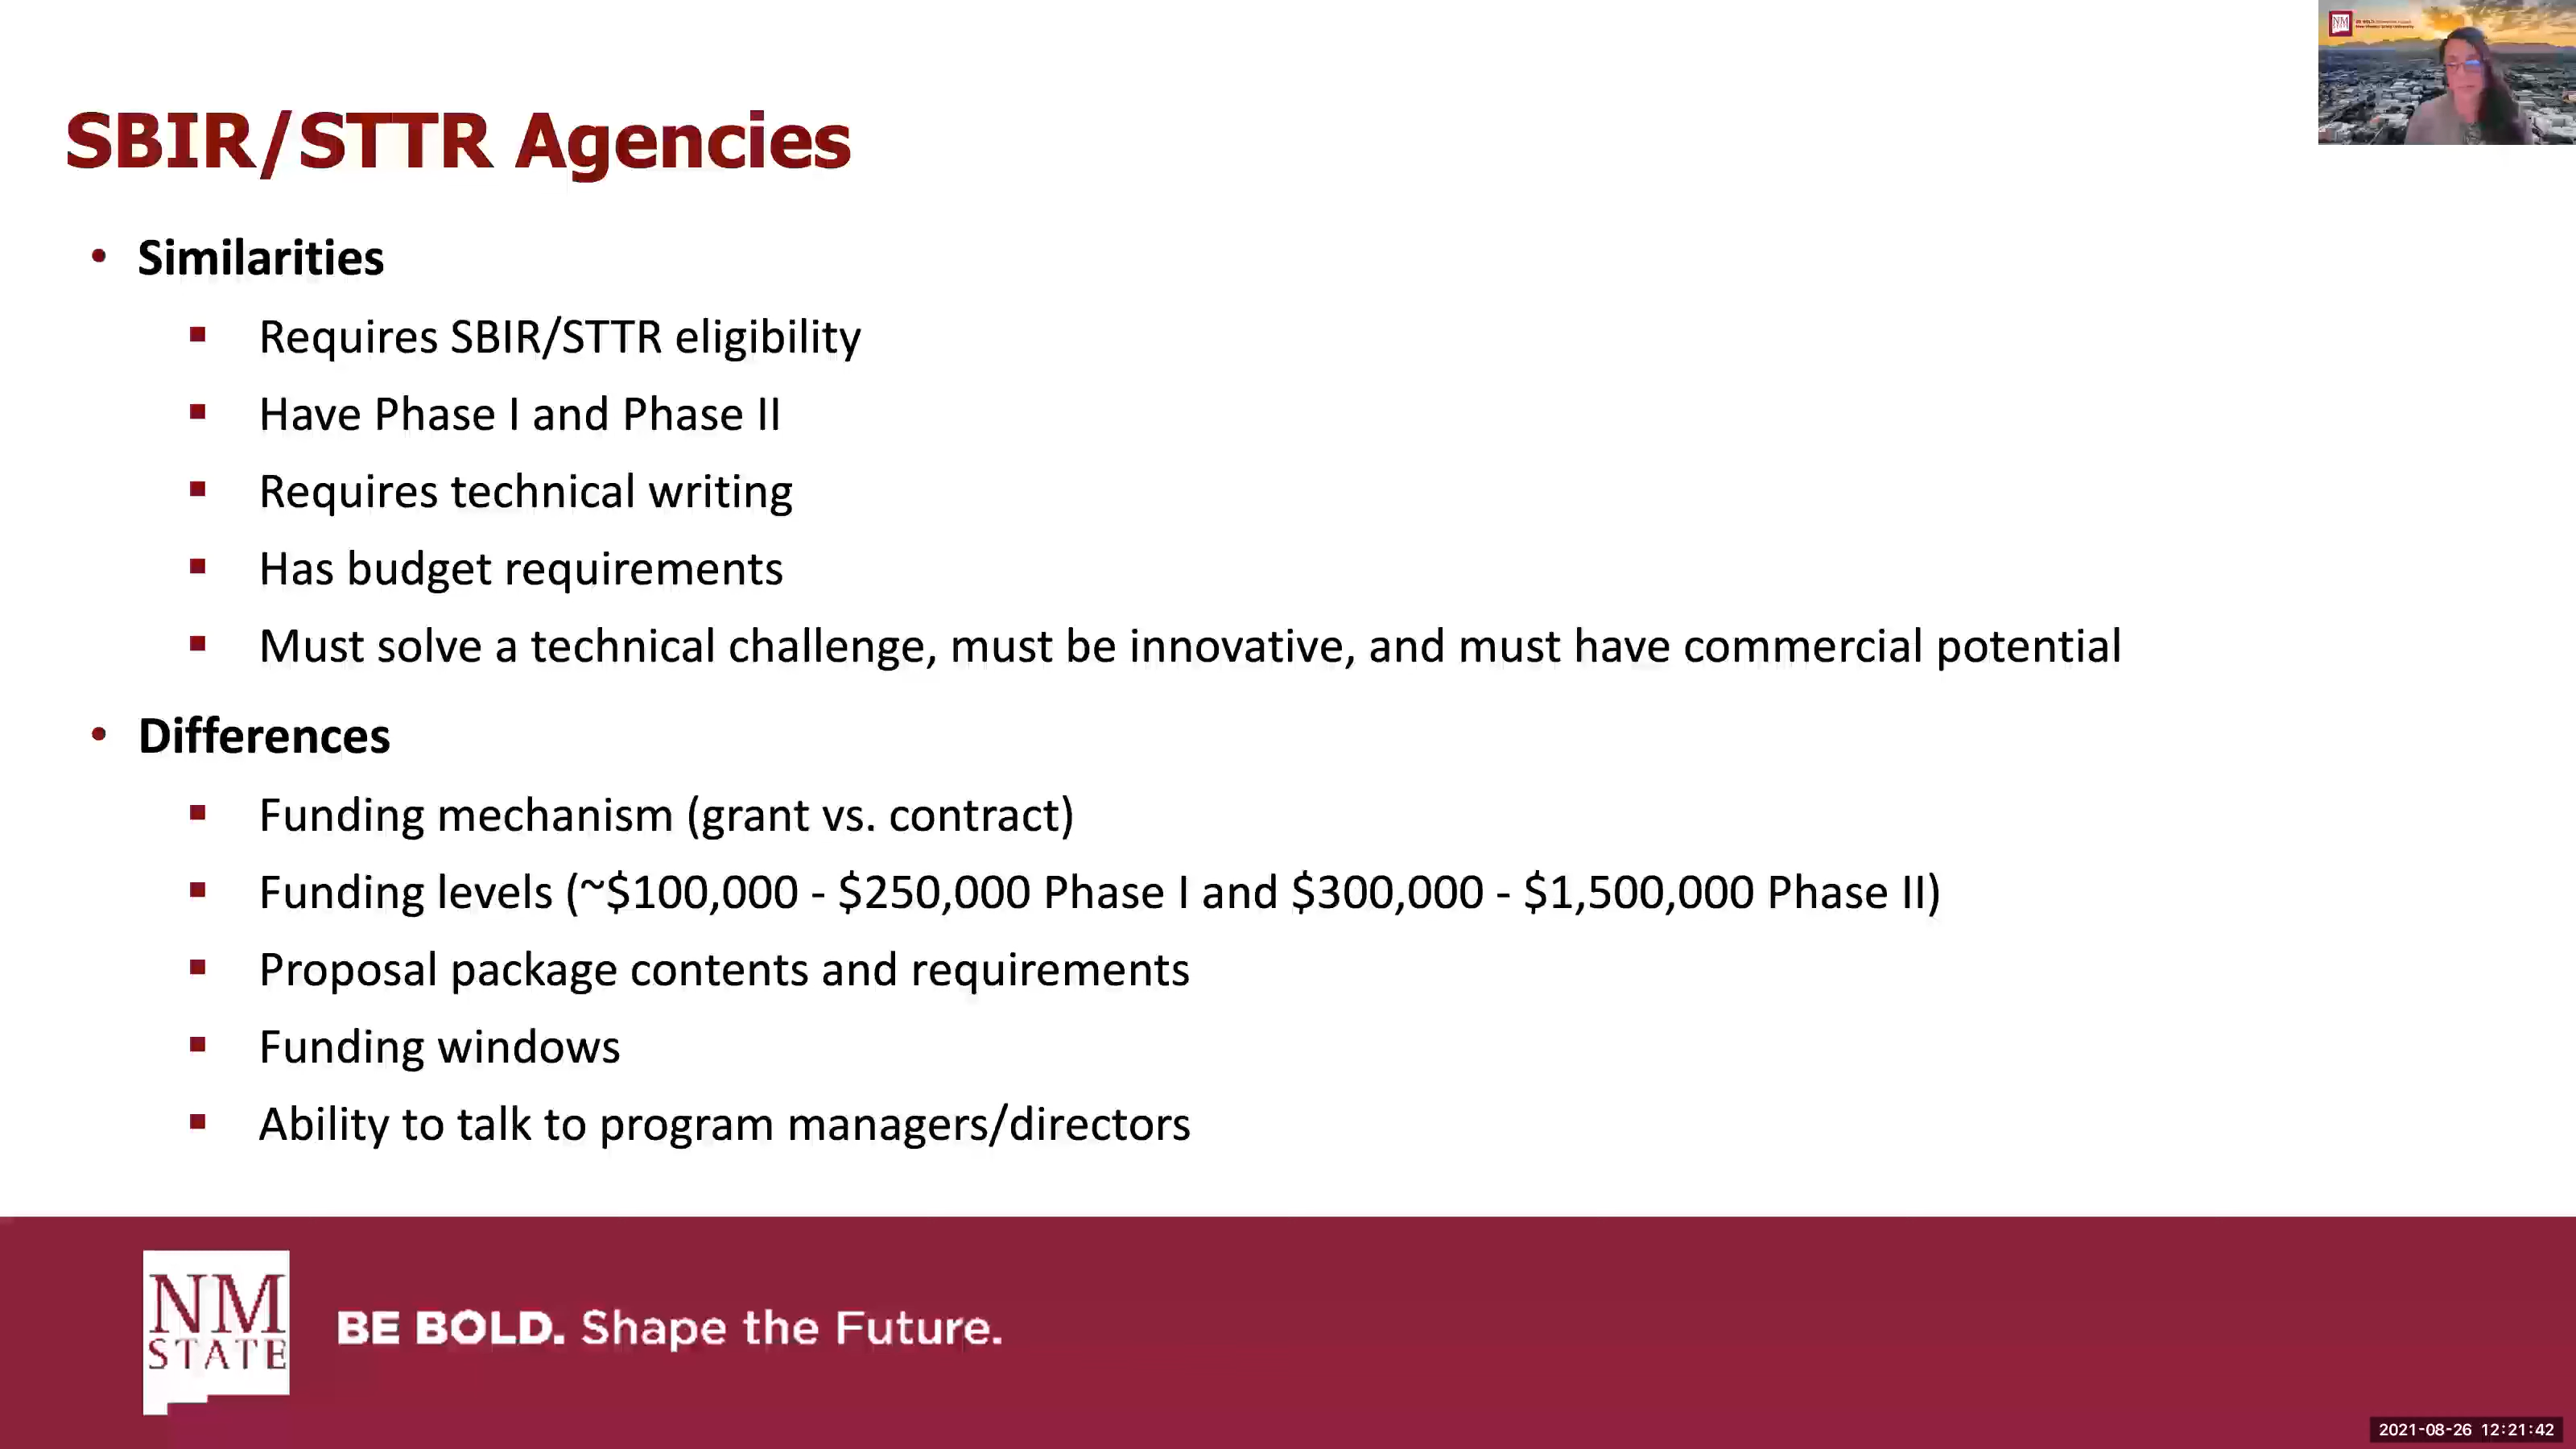 SBIR/STTR Agencies
• Similarities
▪ Requires SBIR/STTR eligibility
▪ Have Phase I and Phase II
▪ Requires technical writing
▪ Has budget requirements
▪ Must solve a technical challenge, must be innovative, and must have commercial potential
• Differences
▪ Funding mechanism (grant vs. contract)
▪ Funding levels (~$100,000 - $250,000 Phase I and $300,000 - $1,500,000 Phase II)
▪ Proposal package contents and requirements
▪ Funding windows
▪ Ability to talk to program managers/directors
NM
STATE
BE BOLD. Shape the Future.
2021-08-26 12:21:42